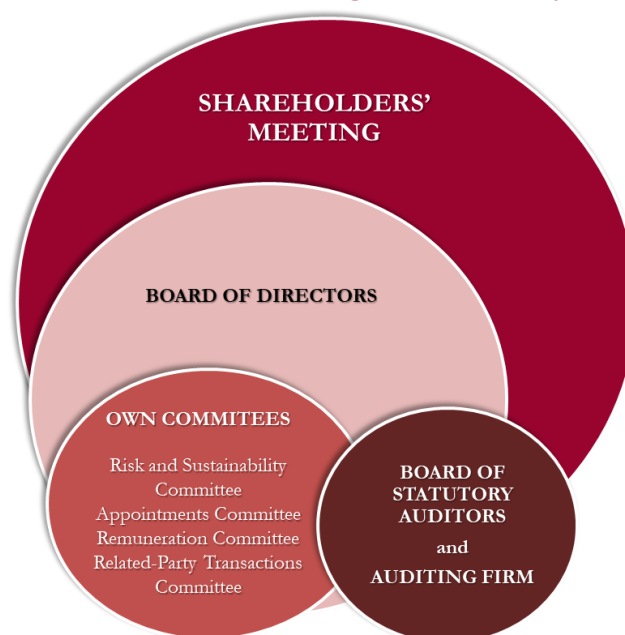 SHAREHOLDERS’
MEETING
BOARD OF DIRECTORS
OWN COMMITEES
Risk and Sustainability
Committee
Appointments Committee
Remuneration Committee
Related-Party Transactions
Committee
BOARD OF
STATUTORY
AUDITORS
and
AUDITING FIRM